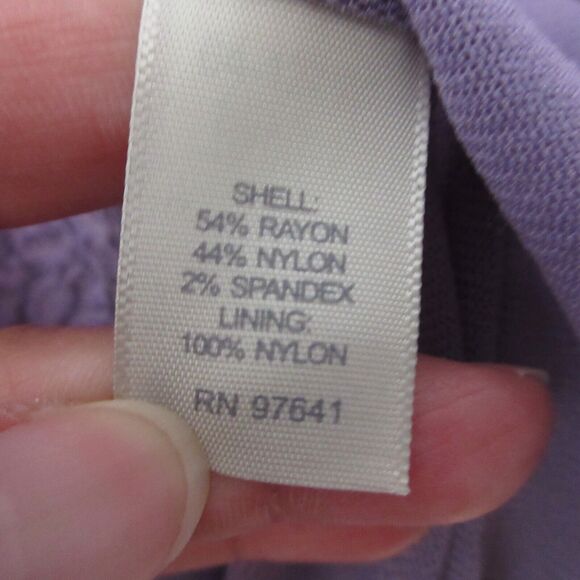 SHELL:
54% RAYON
44% NYLON
2% SPANDEX
LINING:
100% NYLON
RN 97641